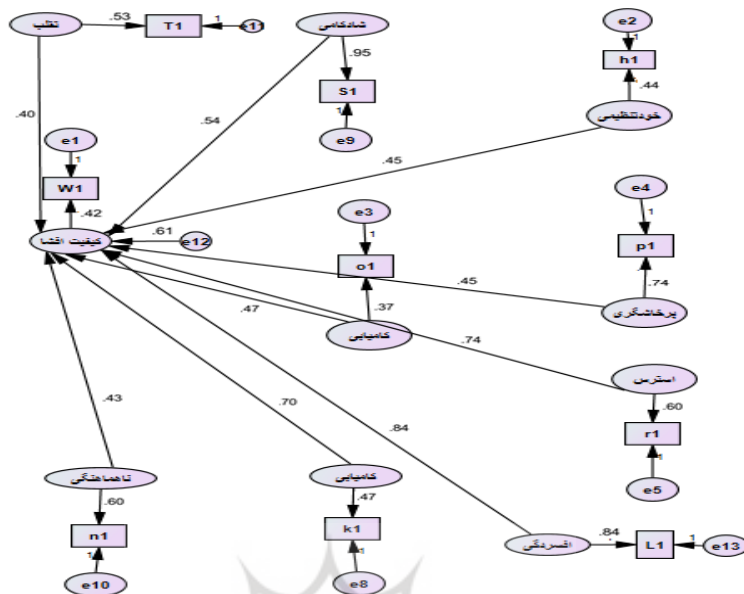 تقلب
.53
T1
1
e11
شادکامی
.95
S1
1
e9
e2
1
h1
.44
خودتنظیمی
.40
.54
.45
e1
1
W1
.42
کیفیت افشا
.61
e12
e3
1
o1
.37
کامیابی
.47
e4
1
p1
.74
پرخاشگری
.45
.74
استرس
.60
r1
1
e5
.43
.70
.84
ناهماهنگی
.60
n1
1
e10
کامیابی
.47
k1
1
e8
افسردگی
.84
L1
1
e13